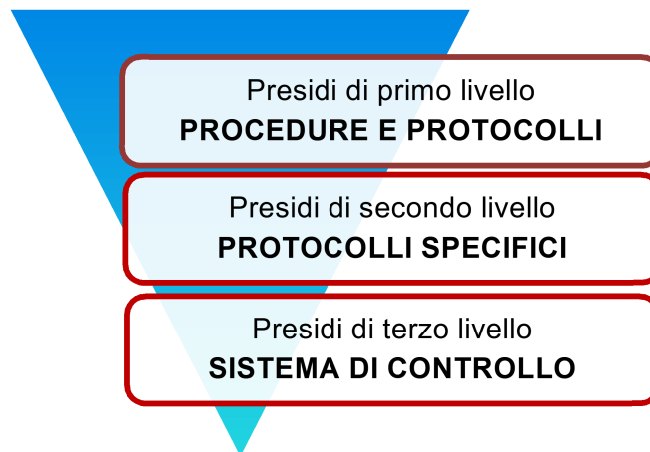 Presidi di primo livello
PROCEDURE E PROTOCOLLI
Presidi di secondo livello
PROTOCOLLI SPECIFICI
Presidi di terzo livello
SISTEMA DI CONTROLLO